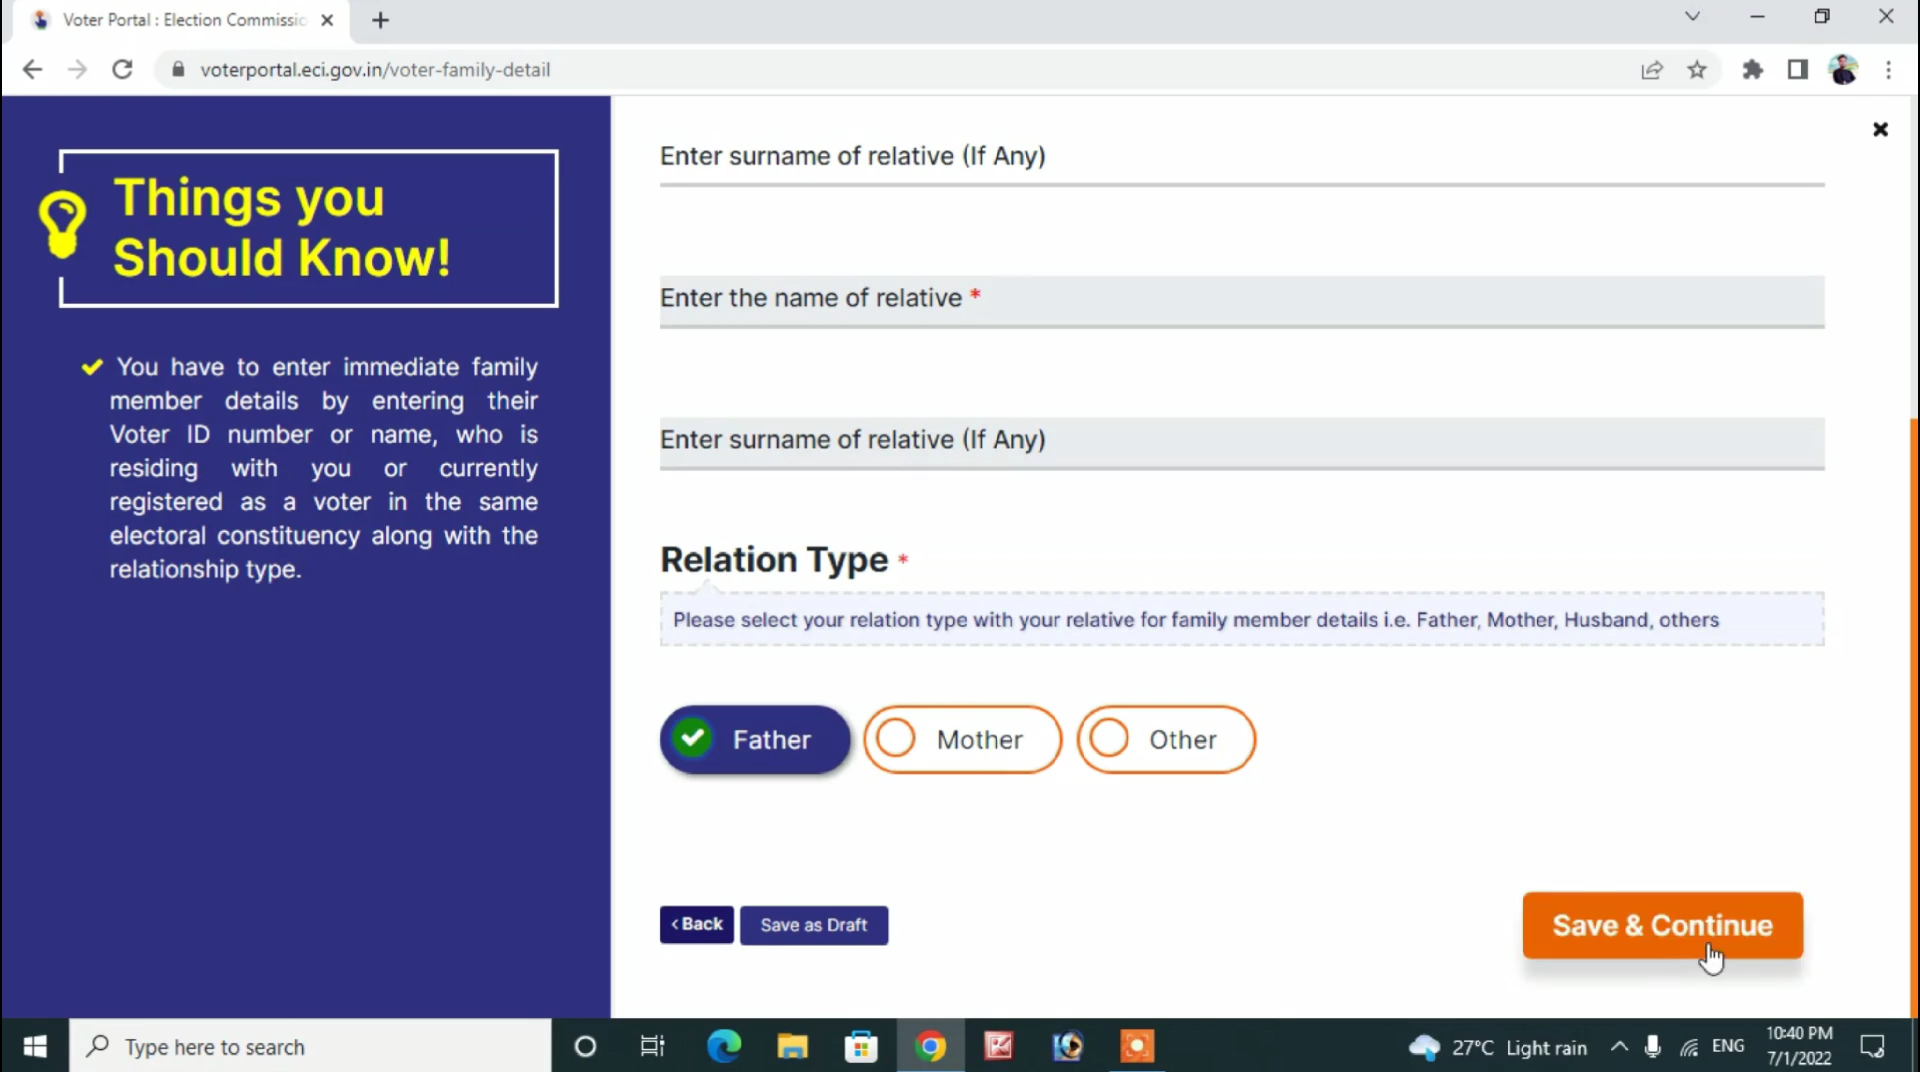 Voter Portal : Election Commissio
voterportal.eci.gov.in/voter-family-detail
Things you
Should Know!
You have to enter immediate family
member details by entering their
Voter ID number or name, who is
residing with you or currently
registered as a voter in the same
electoral constituency along with the
relationship type.
Enter surname of relative (If Any)
Enter the name of relative *
Enter surname of relative (If Any)
Relation Type *
Please select your relation type with your relative for family member details i.e. Father, Mother, Husband, others
Father
Mother
Other
<Back
Save as Draft
Save & Continue
Type here to search
27°C Light rain
ENG
10:40 PM
7/1/2022